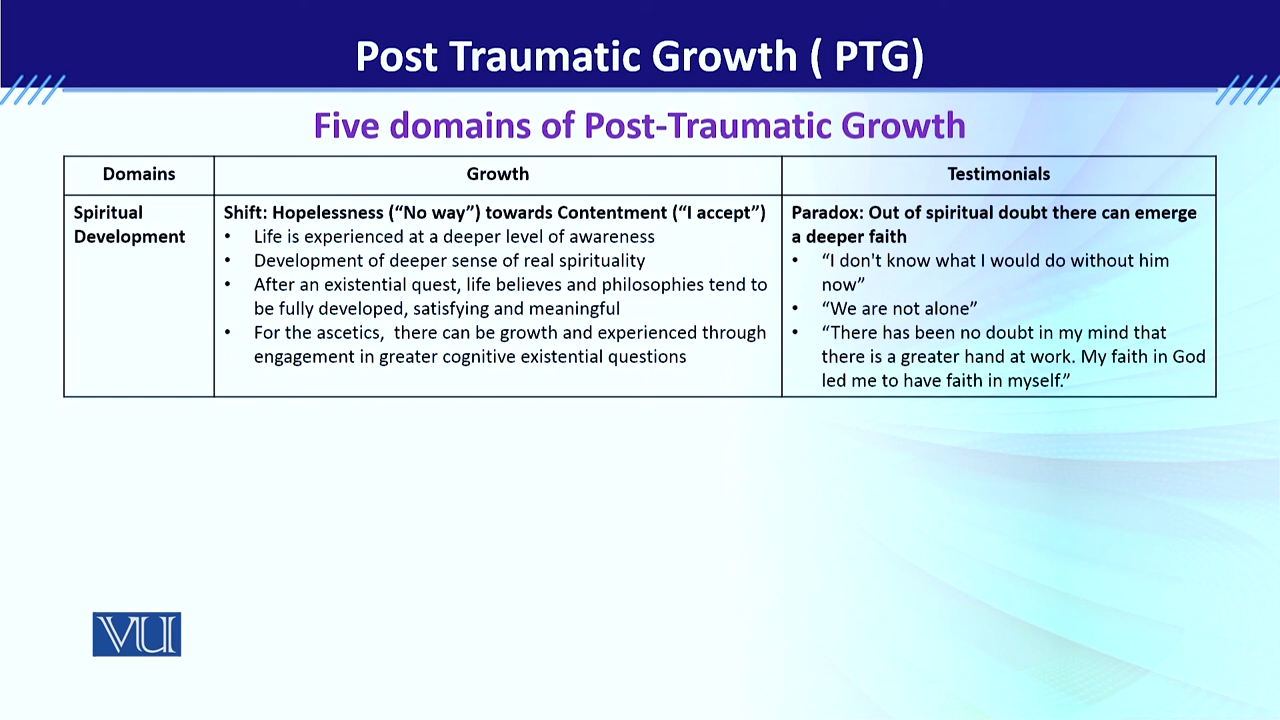 Post Traumatic Growth ( PTG)
Five domains of Post-Traumatic Growth
Domains
Growth
Testimonials
Spiritual
Development
Shift: Hopelessness (“No way”) towards Contentment (“I accept”)
• Life is experienced at a deeper level of awareness
• Development of deeper sense of real spirituality
• After an existential quest, life believes and philosophies tend to
be fully developed, satisfying and meaningful
• For the ascetics, there can be growth and experienced through
engagement in greater cognitive existential questions
Paradox: Out of spiritual doubt there can emerge
a deeper faith
• “I don't know what I would do without him
now”
• “We are not alone”
• “There has been no doubt in my mind that
there is a greater hand at work. My faith in God
led me to have faith in myself.”
VU